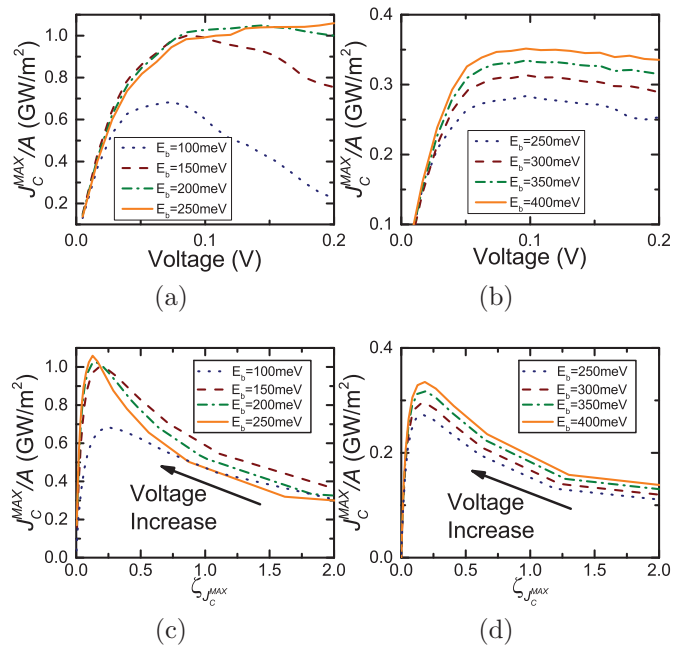 J_C^MAX/A (GW/m²)
1.0
0.8
0.6
0.4
0.2
E_b=100meV
E_b=150meV
E_b=200meV
E_b=250meV
0.0 0.1 0.2
Voltage (V)
(a)
J_C^MAX/A (GW/m²)
0.4
0.3
0.2
0.1
E_b=250meV
E_b=300meV
E_b=350meV
E_b=400meV
0.0 0.1 0.2
Voltage (V)
(b)
J_C^MAX/A (GW/m²)
1.0
0.8
0.6
0.4
0.2
0.0
E_b=100meV
E_b=150meV
E_b=200meV
E_b=250meV
Voltage
Increase
0.0 0.5 1.0 1.5 2.0
ζ_J_C^MAX
(c)
J_C^MAX/A (GW/m²)
0.4
0.2
0.0
E_b=250meV
E_b=300meV
E_b=350meV
E_b=400meV
Voltage
Increase
0.0 0.5 1.0 1.5 2.0
ζ_J_C^MAX
(d)